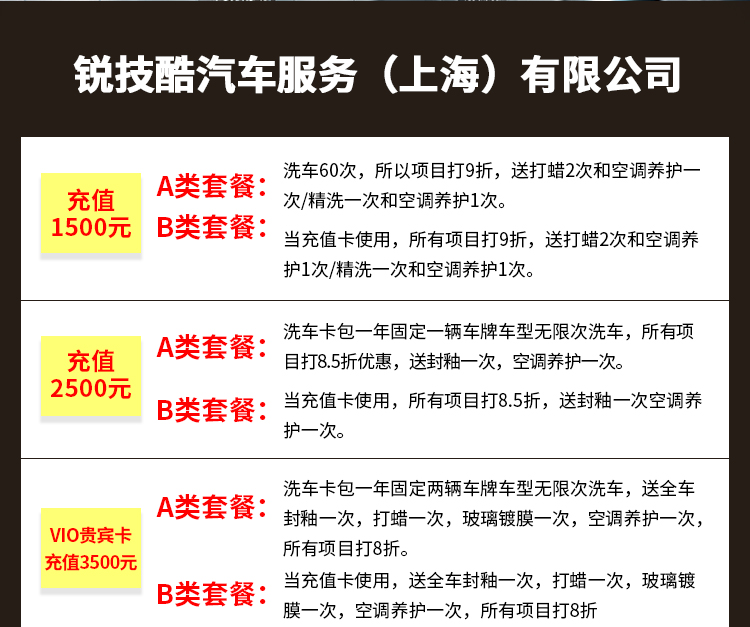 锐技酷汽车服务（上海）有限公司
充值
1500元
A类套餐：
洗车60次，所以项目打9折，送打蜡2次和空调养护一
次/精洗一次和空调养护1次。
B类套餐：
当充值卡使用，所有项目打9折，送打蜡2次和空调养
护1次/精洗一次和空调养护1次。
充值
2500元
A类套餐：
洗车卡包一年固定一辆车牌车型无限次洗车，所有项
目打8.5折优惠，送封釉一次，空调养护一次。
B类套餐：
当充值卡使用，所有项目打8.5折，送封釉一次空调养
护一次。
VIO贵宾卡
充值3500元
A类套餐：
洗车卡包一年固定两辆车牌车型无限次洗车，送全车
封釉一次，打蜡一次，玻璃镀膜一次，空调养护一次，
所有项目打8折。
B类套餐：
当充值卡使用，送全车封釉一次，打蜡一次，玻璃镀
膜一次，空调养护一次，所有项目打8折